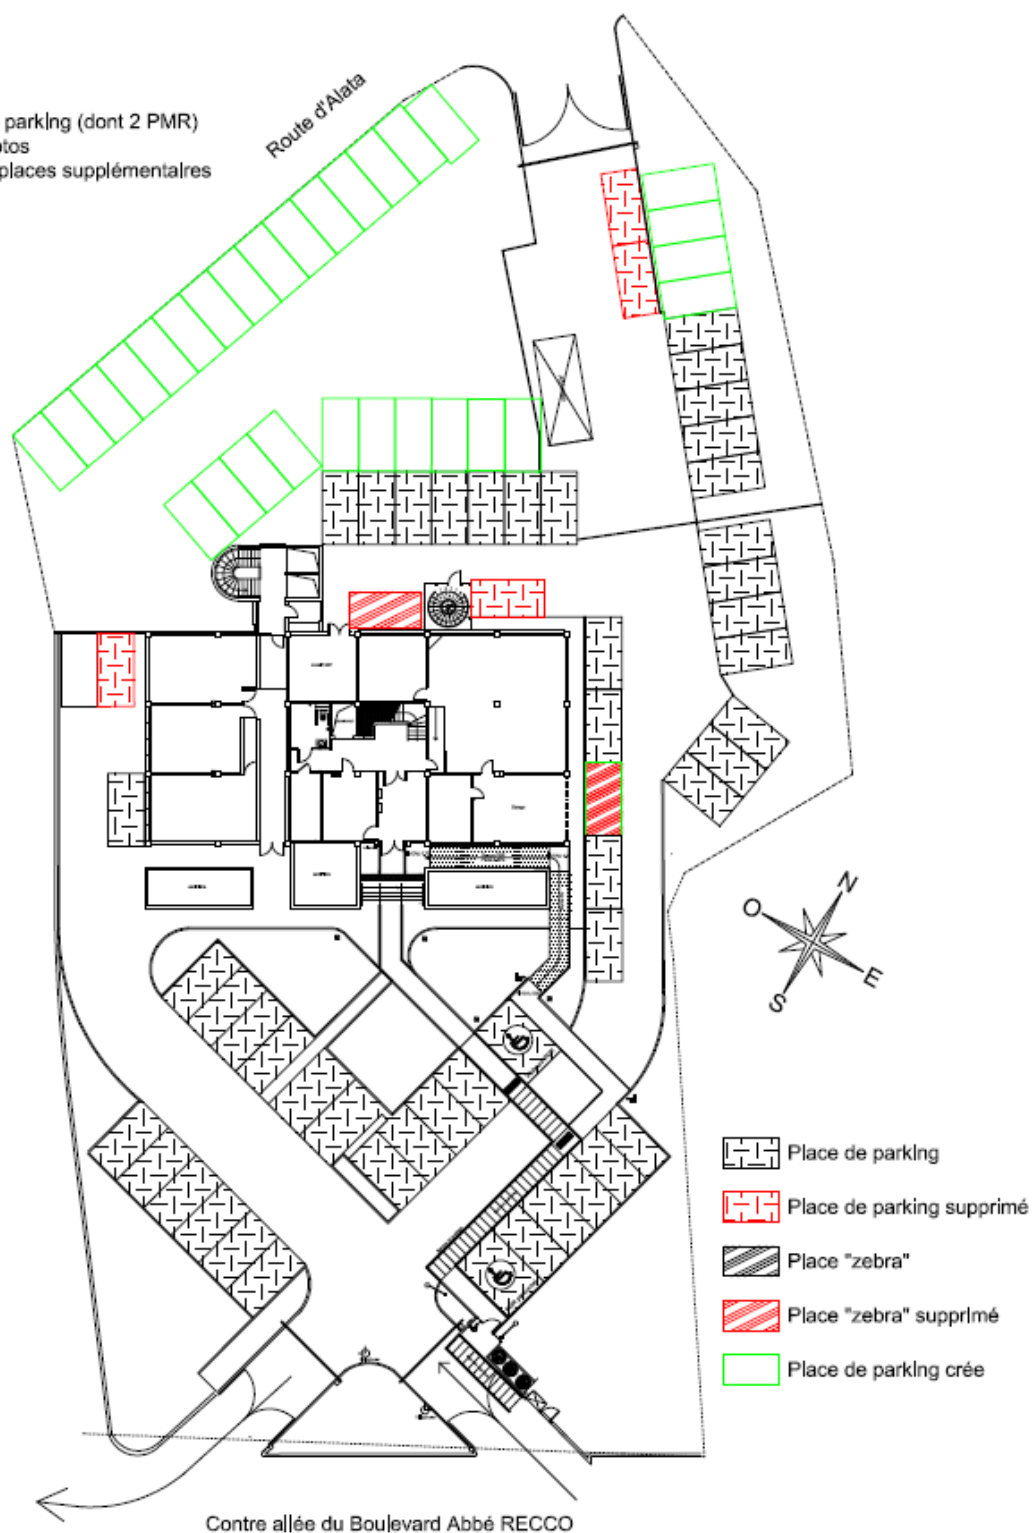 parking (dont 2 PMR)
otos
places supplémentaires
Route d'Alata
N
O
E
S
Place de parking
Place de parking supprimé
Place "zebra"
Place "zebra" supprimé
Place de parking crée
Contre allée du Boulevard Abbé RECCO